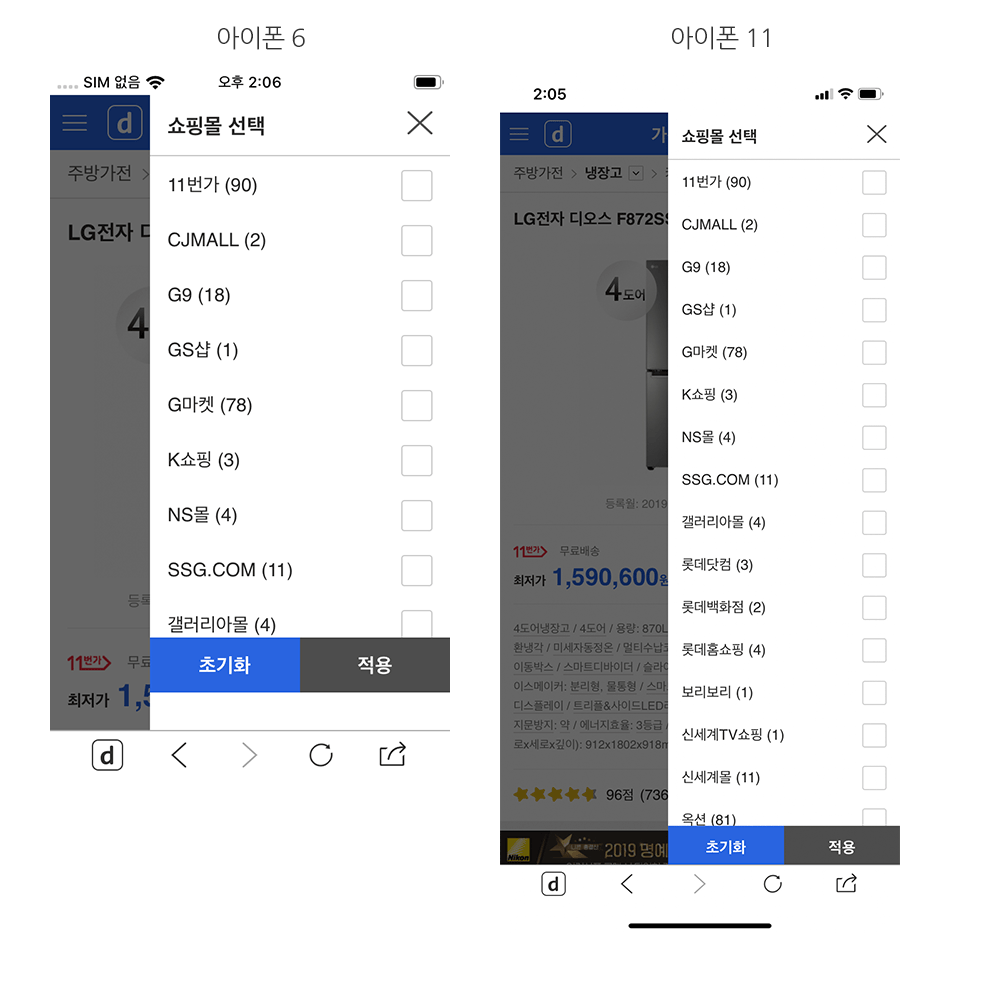 아이폰 6
SIM 없음
오후 2:06
d
쇼핑몰 선택
주방가전
11번가 (90)
LG전자 디
CJMALL (2)
G9 (18)
4
GS샵 (1)
G마켓 (78)
K쇼핑 (3)
NS몰 (4)
SSG.COM (11)
등록
갤러리아몰 (4)
11번가 무료
최저가 1,5
초기화
적용
d
아이폰 11
2:05
d
가
쇼핑몰 선택
주방가전 > 냉장고
LG전자 디오스 F872SS
4도어
11번가 (90)
CJMALL (2)
G9 (18)
GS샵 (1)
G마켓 (78)
K쇼핑 (3)
NS몰 (4)
SSG.COM (11)
갤러리아몰 (4)
롯데닷컴 (3)
롯데백화점 (2)
롯데홈쇼핑 (4)
보리보리 (1)
신세계TV쇼핑 (1)
신세계몰 (11)
옥션 (81)
등록월: 2019
11번가 무료배송
최저가 1,590,600원
4도어냉장고 / 4도어 / 용량: 870L
환냉각 / 미세자동정온 / 멀티수납코
이동박스 / 스마트디바이더 / 슬라이
이스메이커: 분리형, 물통형 / 스마
디스플레이 / 트리플&사이드LED라
지문방지: 약 / 에너지효율: 3등급 /
로x세로x깊이): 912x1802x918m
96점 (736
Nikon
2019 명예
초기화
적용
d